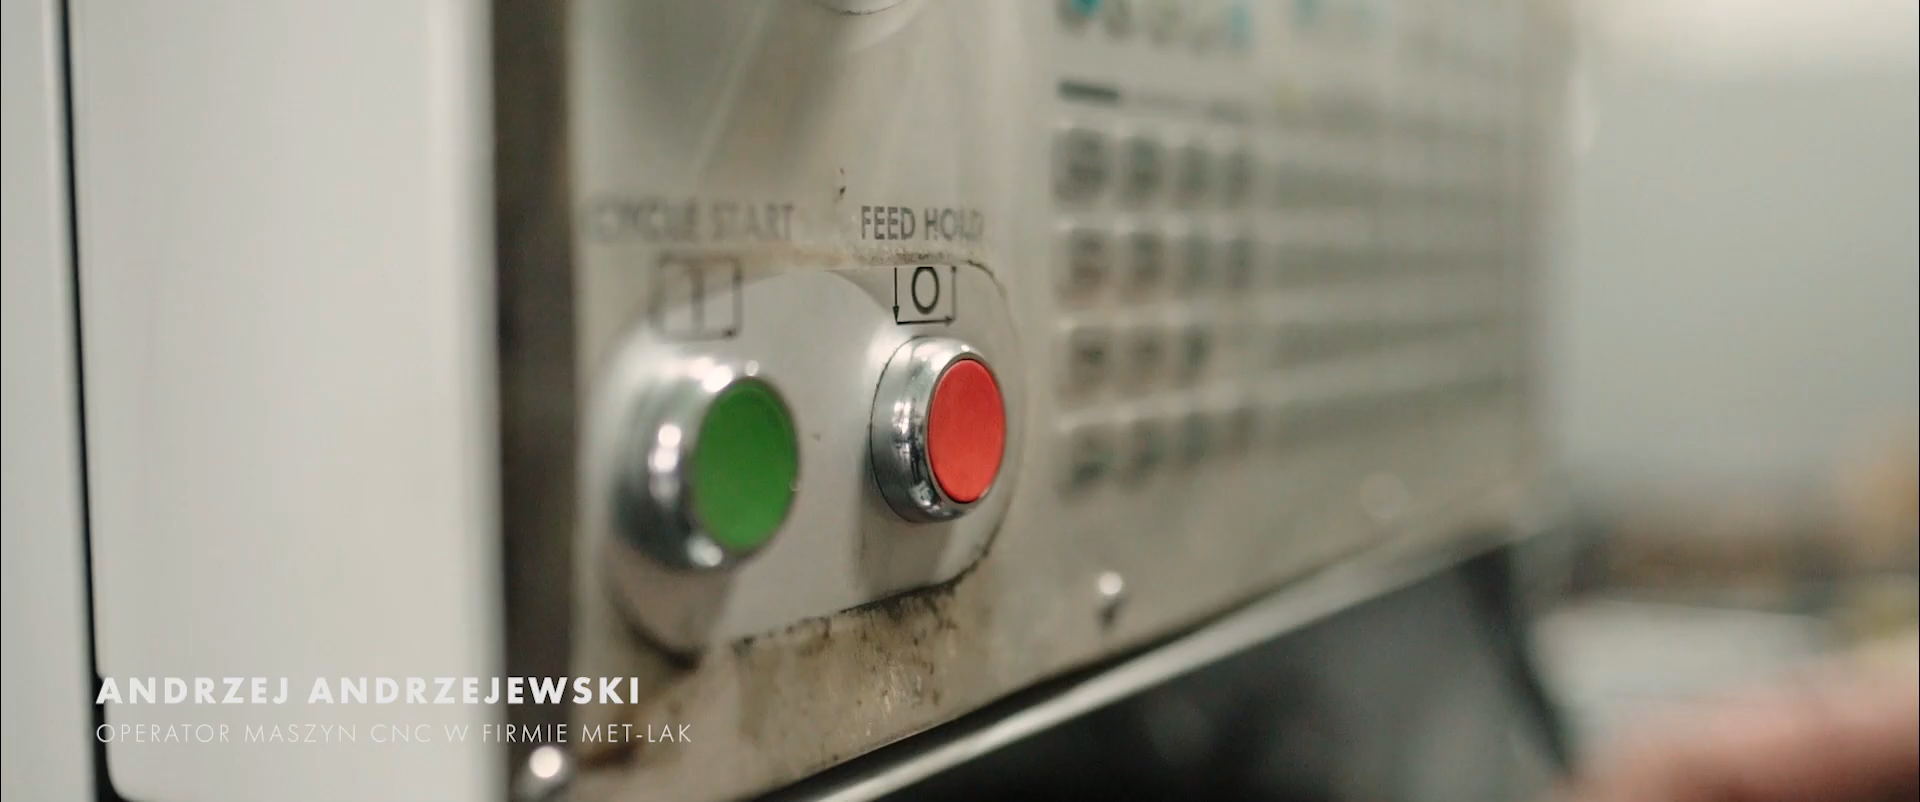 CYCLE START
FEED HOLD
I
O
ANDRZEJ ANDRZEJEWSKI
OPERATOR MASZYN CNC W FIRMIE MET-LAK